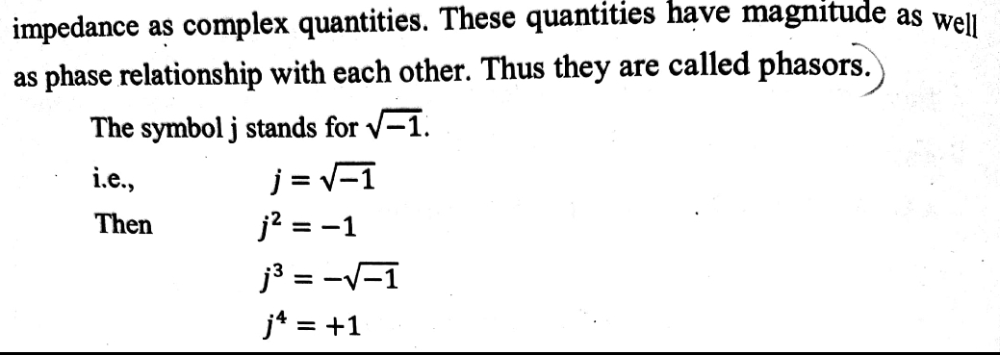 impedance as complex quantities. These quantities have magnitude as well
as phase relationship with each other. Thus they are called phasors.)
The symbol j stands for √−1.
i.e., j = √−1
Then j² = −1
j³ = −√−1
j⁴ = +1